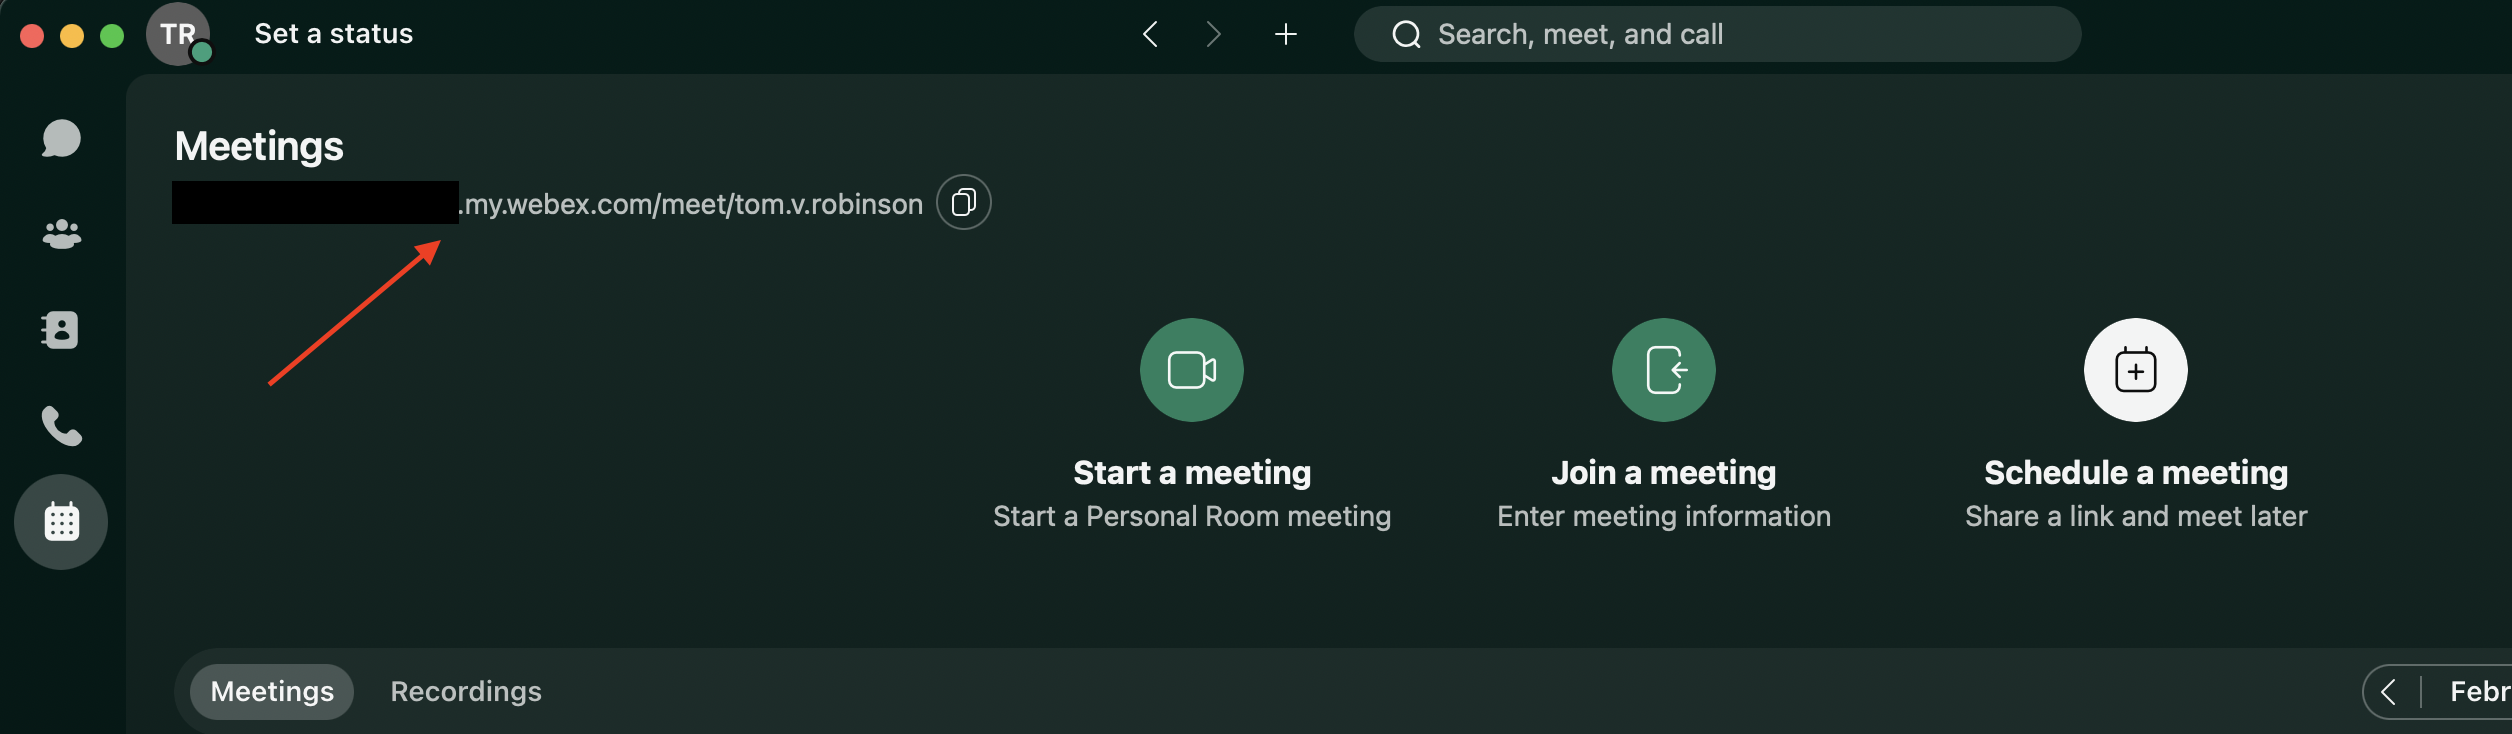 TR Set a status
Search, meet, and call
Meetings
.my.webex.com/meet/tom.v.robinson
Start a meeting
Start a Personal Room meeting
Join a meeting
Enter meeting information
Schedule a meeting
Share a link and meet later
Meetings Recordings
Febr